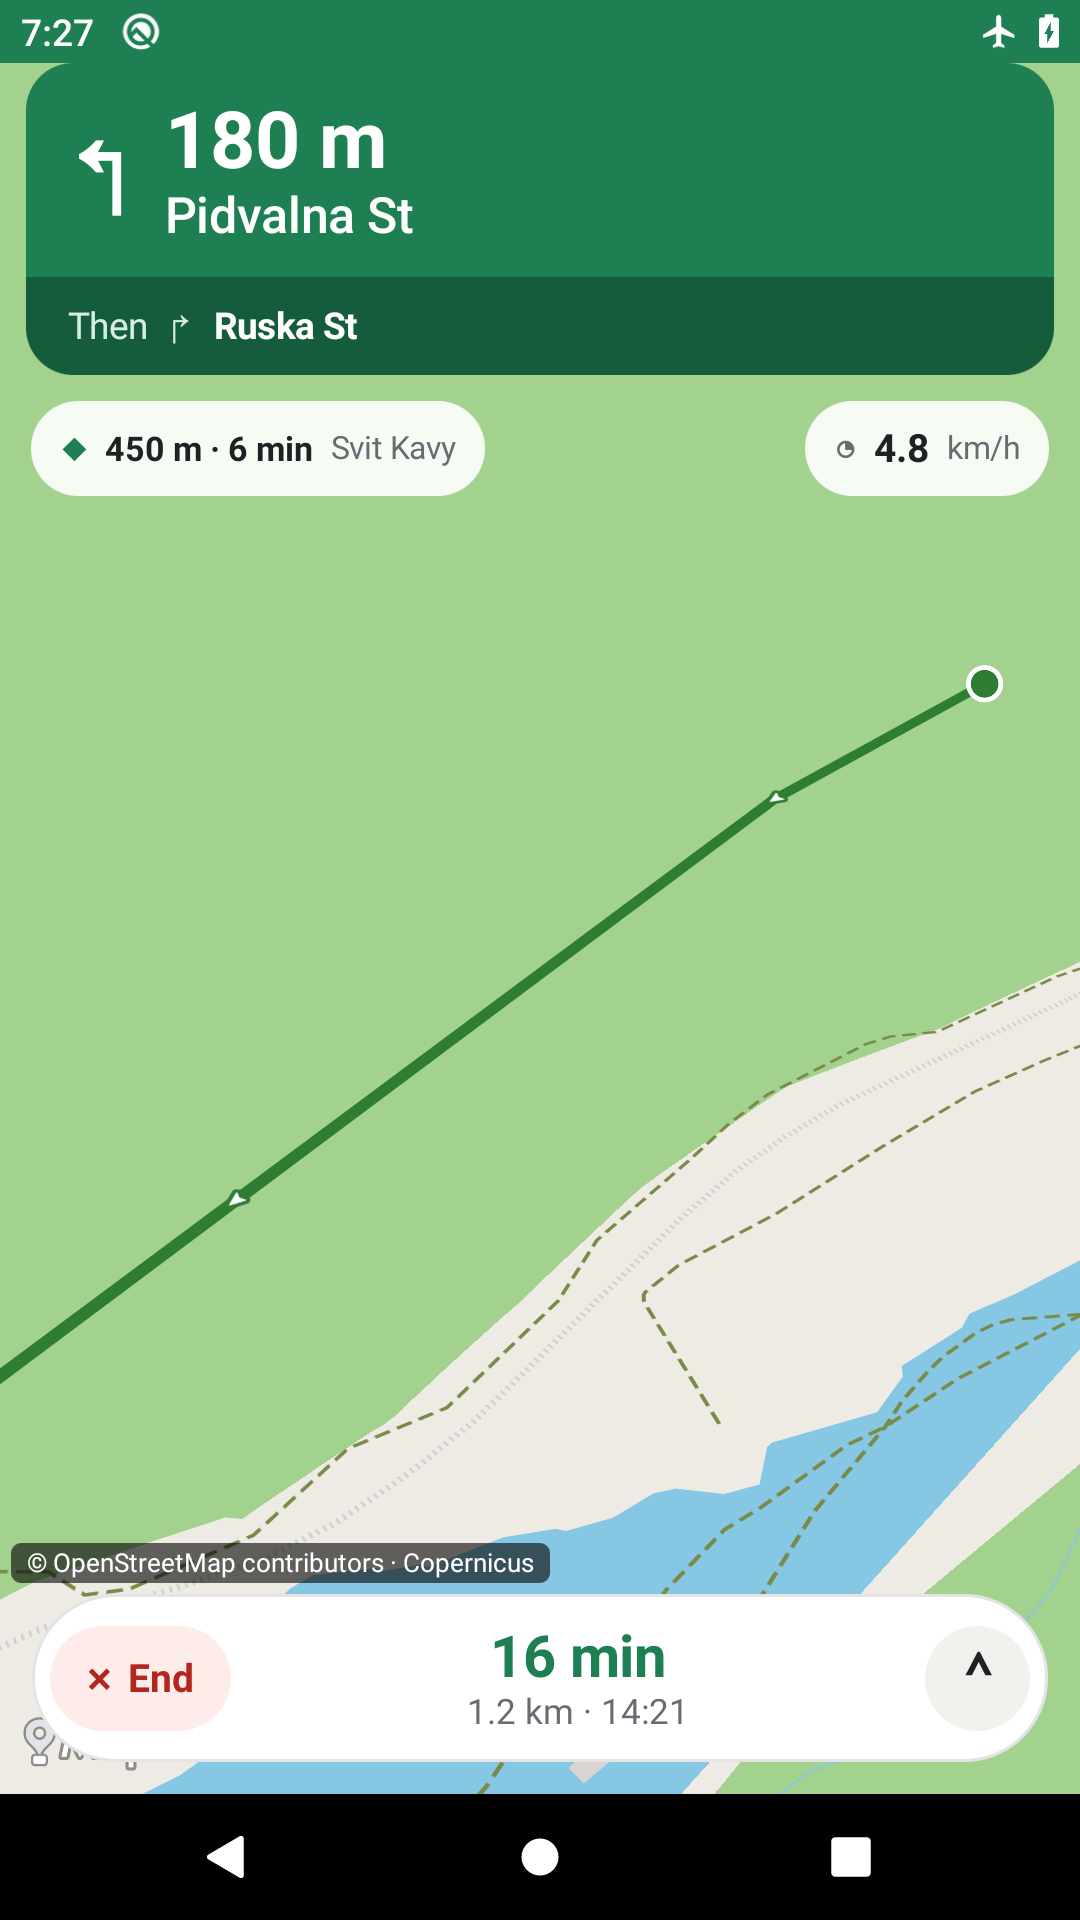 7:27
180 m
Pidvalna St
Then Ruska St
450 m · 6 min Svit Kavy
4.8 km/h
© OpenStreetMap contributors · Copernicus
× End
16 min
1.2 km · 14:21